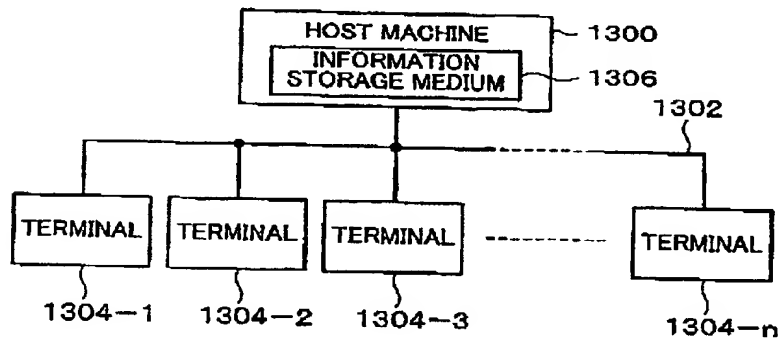 HOST MACHINE
1300
INFORMATION
STORAGE MEDIUM
1306
1302
TERMINAL
TERMINAL
TERMINAL
TERMINAL
1304-1
1304-2
1304-3
1304-n